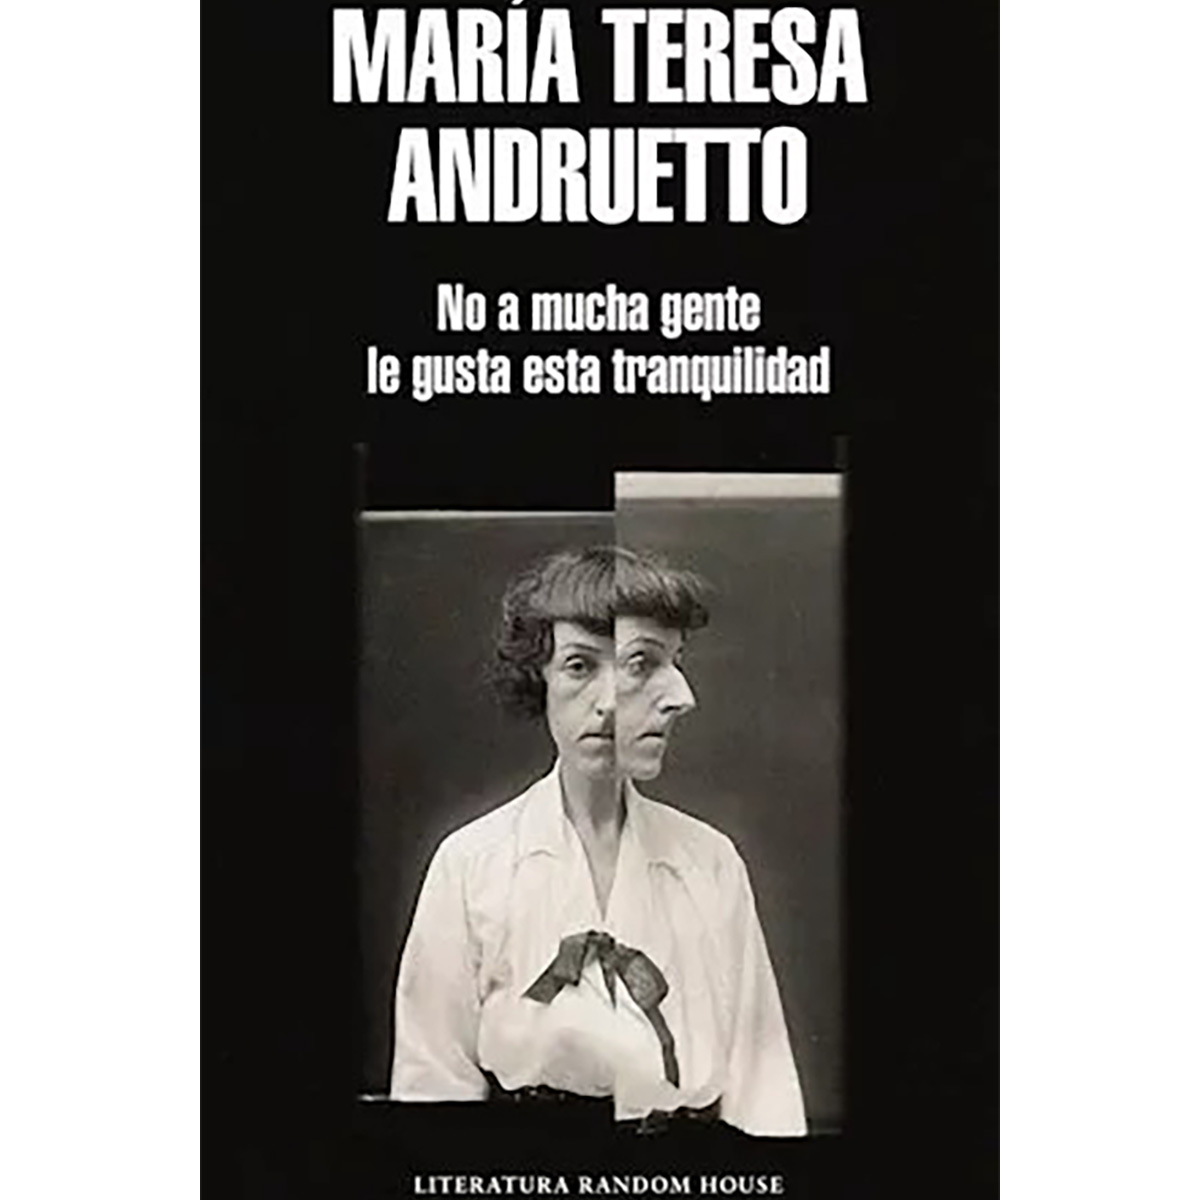 MARÍA TERESA
ANDRUETTO
No a mucha gente
le gusta esta tranquilidad
LITERATURA RANDOM HOUSE